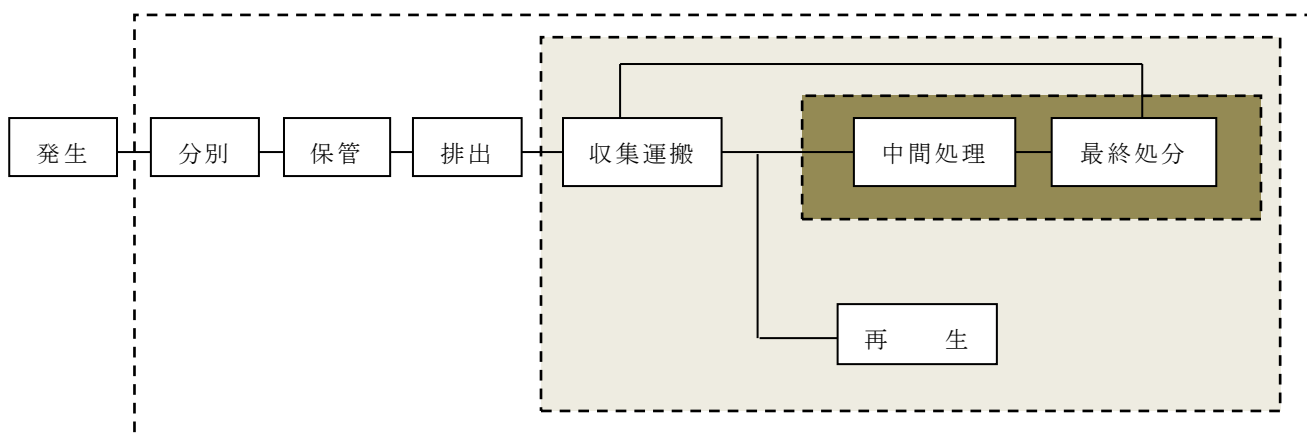 発生
分別
保管
排出
収集運搬
中間処理
最終処分
再　　生